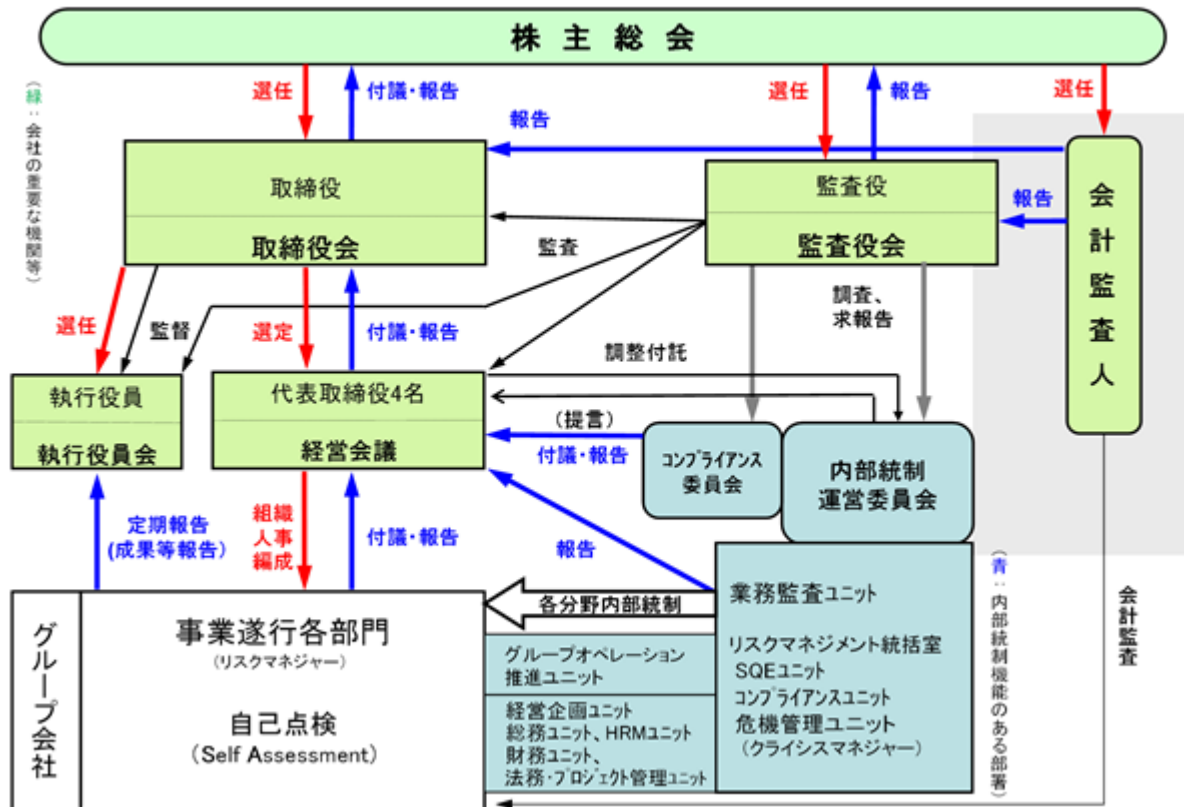 株主総会
選任
付議・報告
選任
報告
選任
報告
(緑:会社の重要な機関等)
取締役
取締役会
監査役
監査役会
報告
会計監査人
監査
選任
監督
選定
付議・報告
調査、
求報告
調整付託
執行役員
執行役員会
代表取締役4名
経営会議
(提言)
付議・報告
コンプライアンス
委員会
内部統制
運営委員会
定期報告
(成果等報告)
組織
人事
編成
付議・報告
報告
(青:内部統制機能のある部署)
会計監査
グループ会社
事業遂行各部門
(リスクマネジャー)
自己点検
(Self Assessment)
各分野内部統制
グループオペレーション
推進ユニット
経営企画ユニット
総務ユニット、HRMユニット
財務ユニット、
法務・プロジェクト管理ユニット
業務監査ユニット
リスクマネジメント統括室
SQEユニット
コンプライアンスユニット
危機管理ユニット
(クライシスマネジャー)